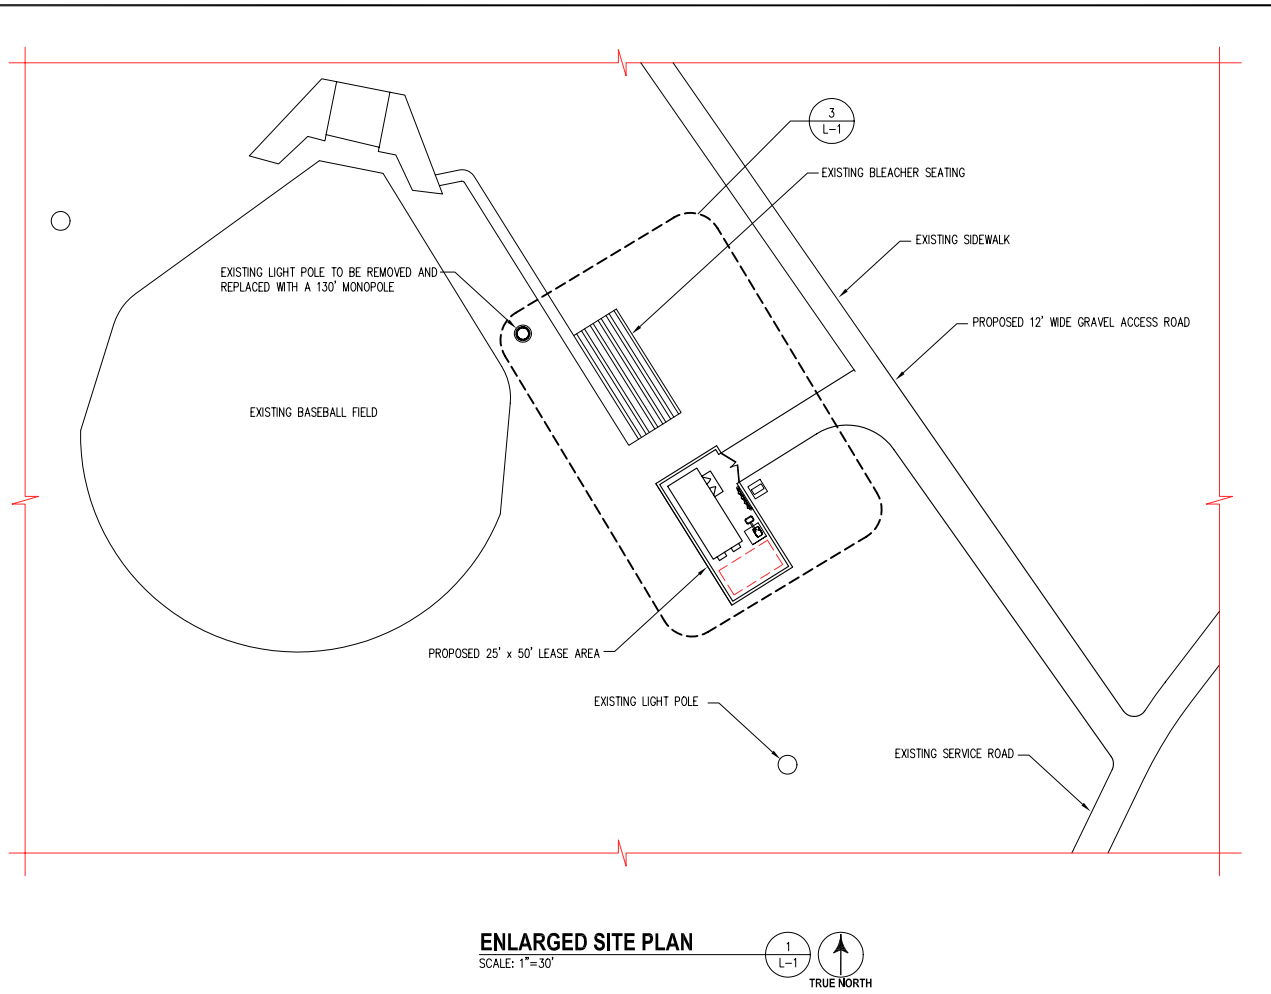 3
L-1
EXISTING BLEACHER SEATING
EXISTING SIDEWALK
EXISTING LIGHT POLE TO BE REMOVED AND
REPLACED WITH A 130' MONOPOLE
PROPOSED 12' WIDE GRAVEL ACCESS ROAD
EXISTING BASEBALL FIELD
PROPOSED 25' x 50' LEASE AREA
EXISTING LIGHT POLE
EXISTING SERVICE ROAD
ENLARGED SITE PLAN
SCALE: 1"=30'
1
L-1
TRUE NORTH